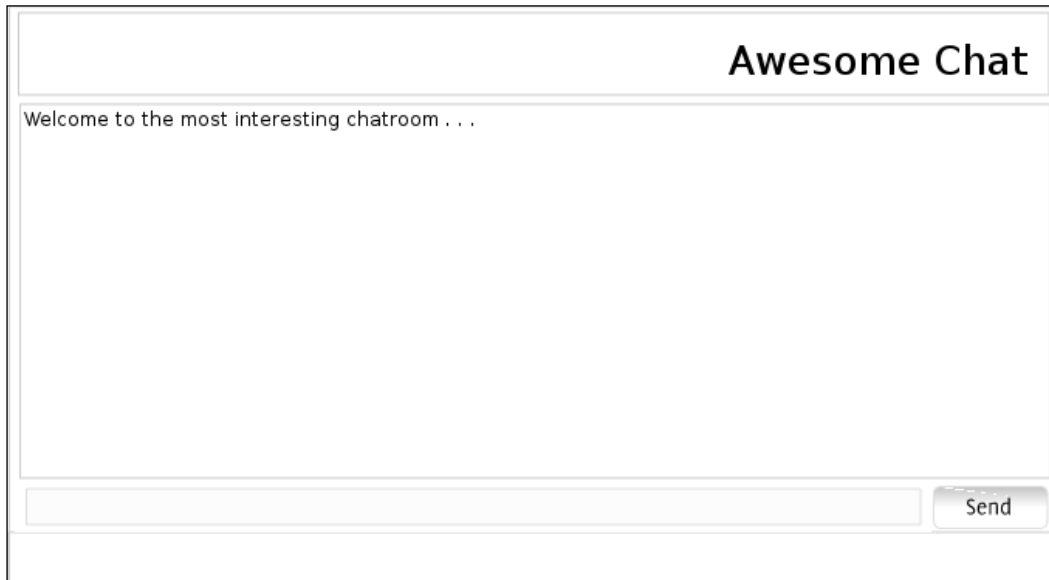 Awesome Chat
Welcome to the most interesting chatroom . . .
Send